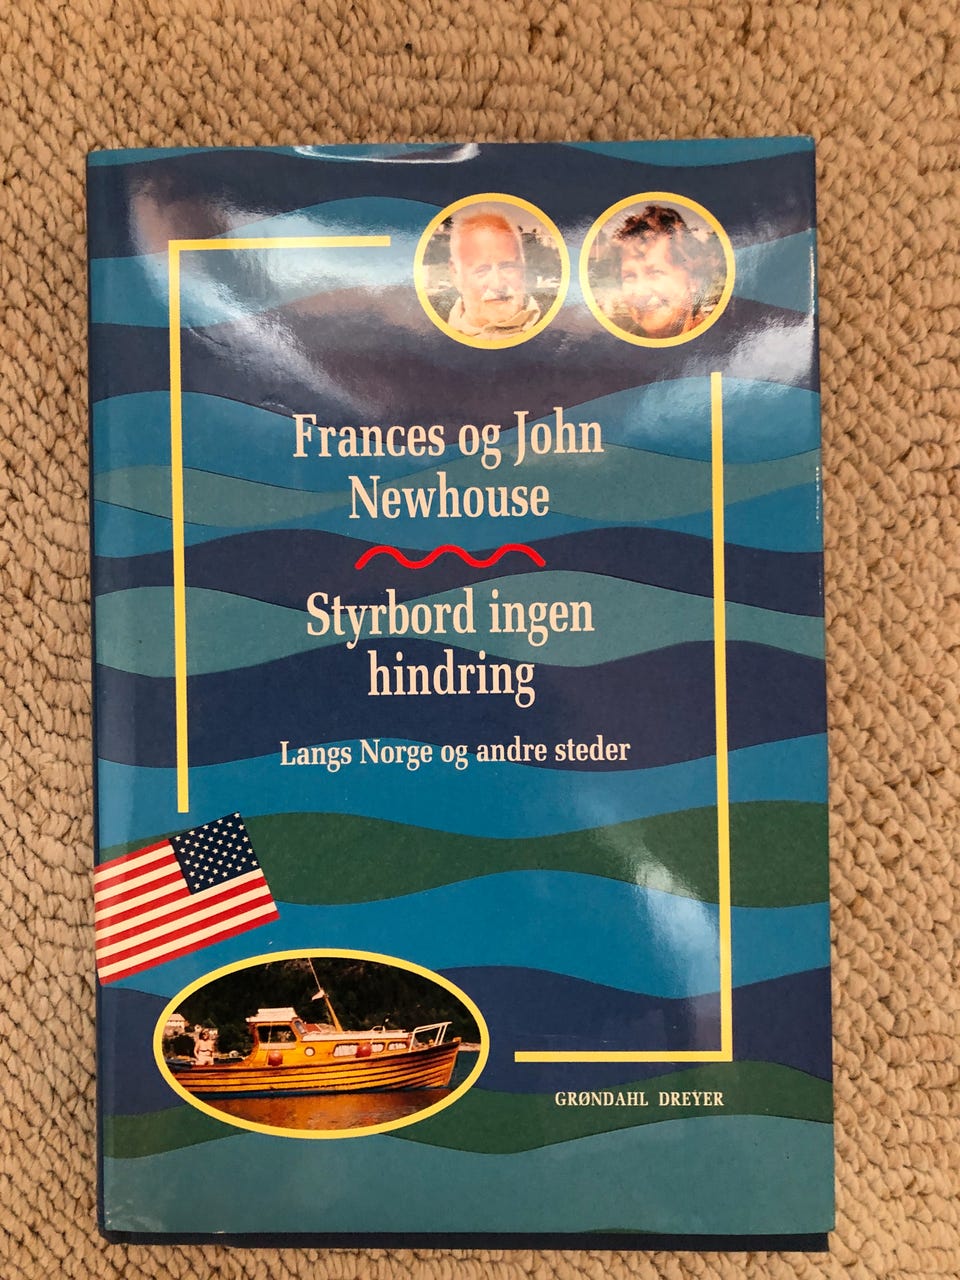 Frances og John
Newhouse
Styrbord ingen
hindring
Langs Norge og andre steder
GRØNDAHL DREYER